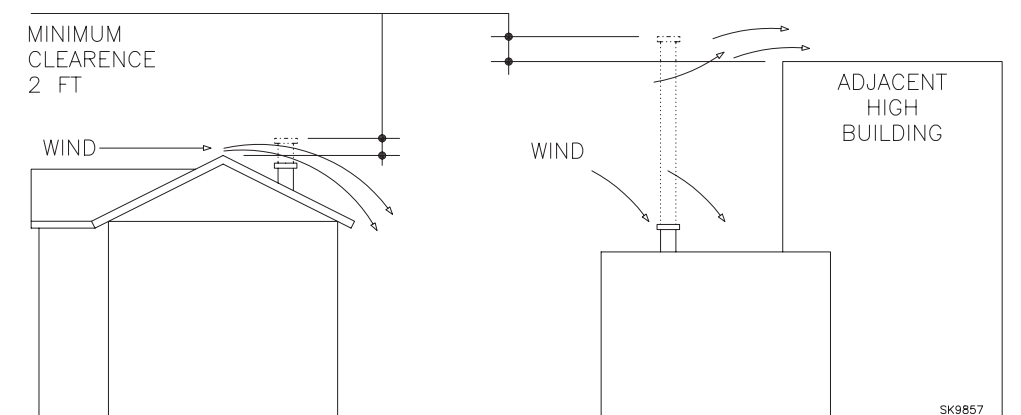 MINIMUM
CLEARENCE
2 FT
WIND
WIND
ADJACENT
HIGH
BUILDING
SK9857